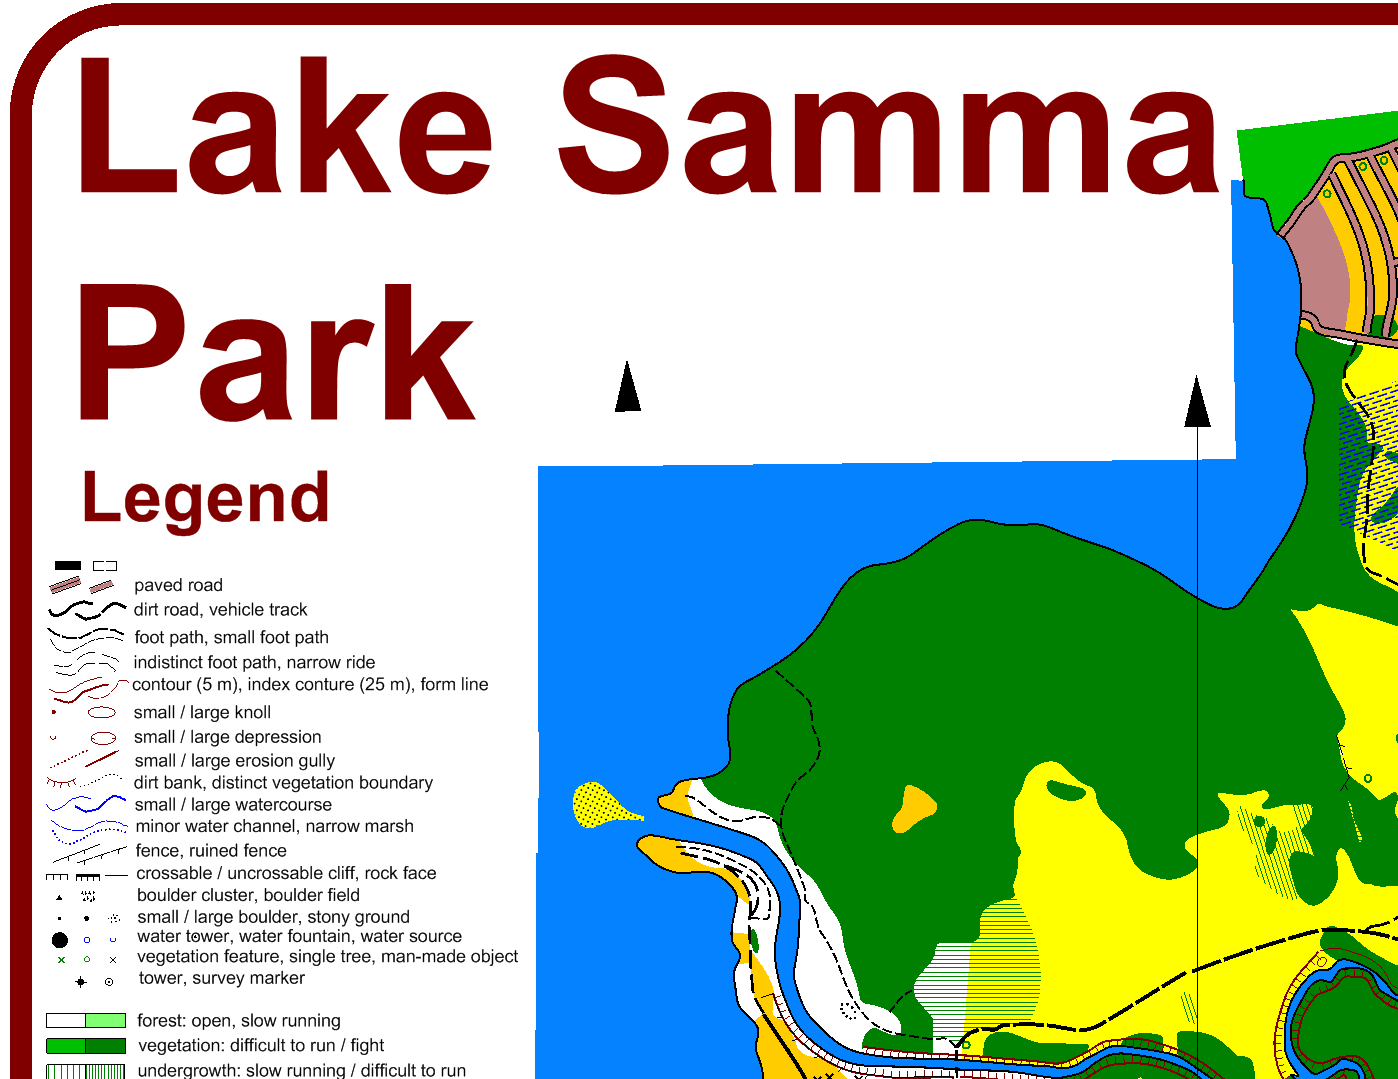 Lake Samma
Park
Legend
paved road
dirt road, vehicle track
foot path, small foot path
indistinct foot path, narrow ride
contour (5 m), index conture (25 m), form line
small / large knoll
small / large depression
small / large erosion gully
dirt bank, distinct vegetation boundary
small / large watercourse
minor water channel, narrow marsh
fence, ruined fence
crossable / uncrossable cliff, rock face
boulder cluster, boulder field
small / large boulder, stony ground
water tower, water fountain, water source
vegetation feature, single tree, man-made object
tower, survey marker
forest: open, slow running
vegetation: difficult to run / fight
undergrowth: slow running / difficult to run